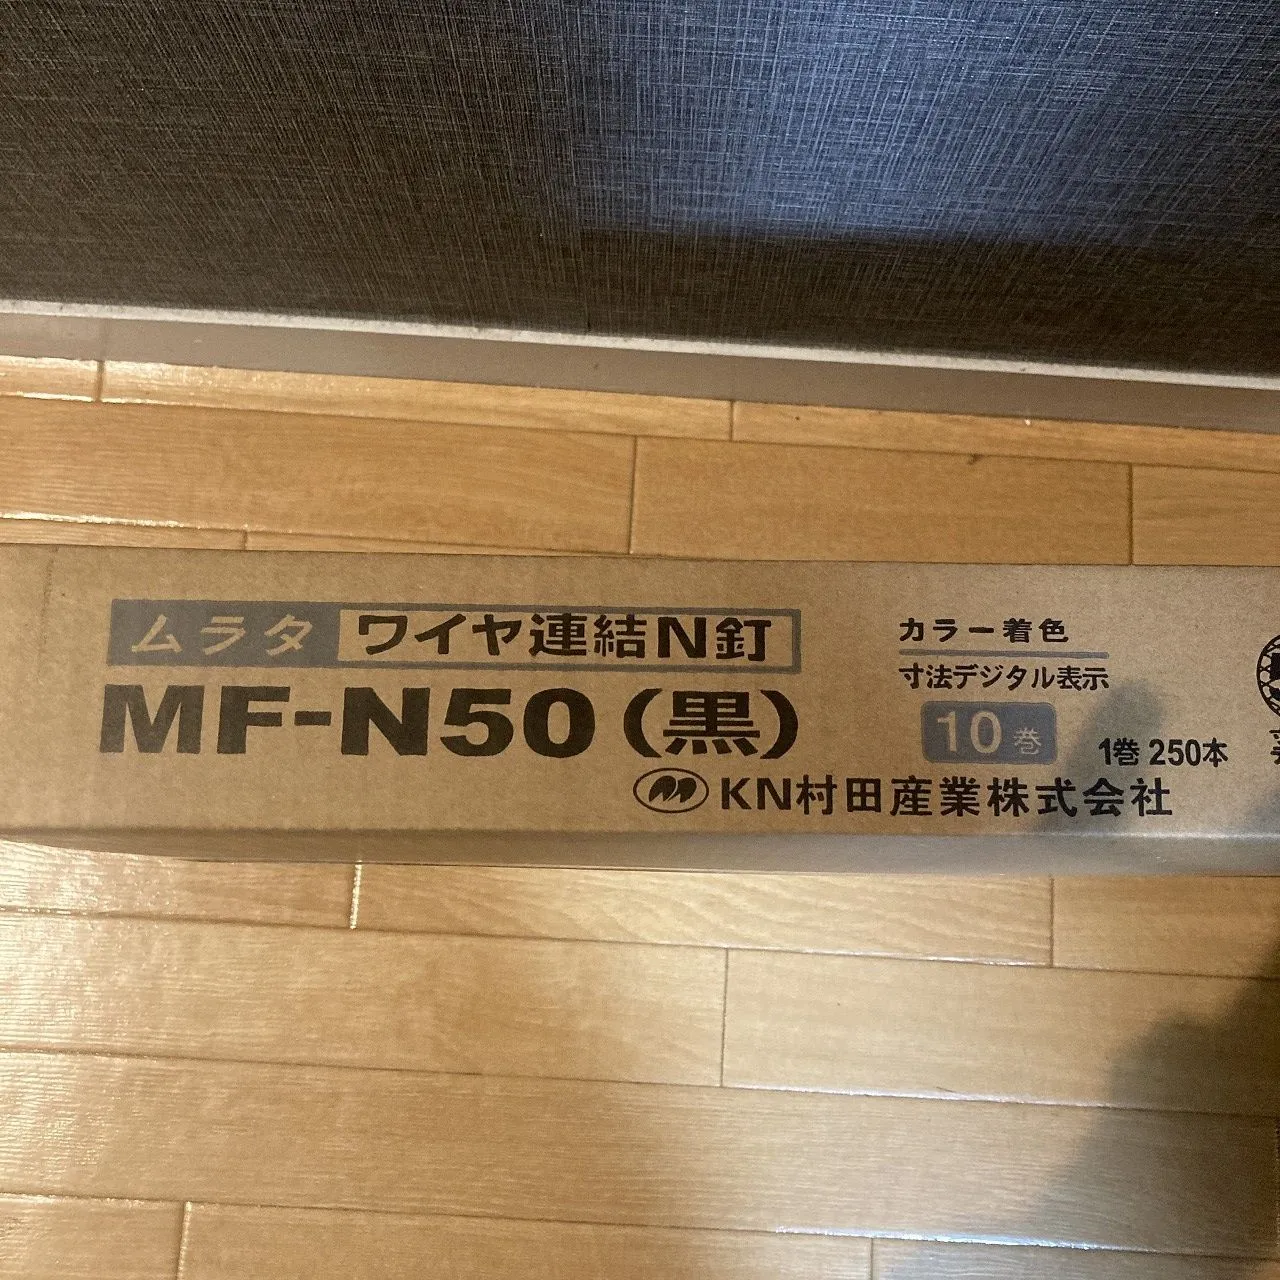 ムラタ ワイヤ連結N釘
MF-N50(黒)
カラー着色
寸法デジタル表示
10巻 1巻 250本
KN村田産業株式会社